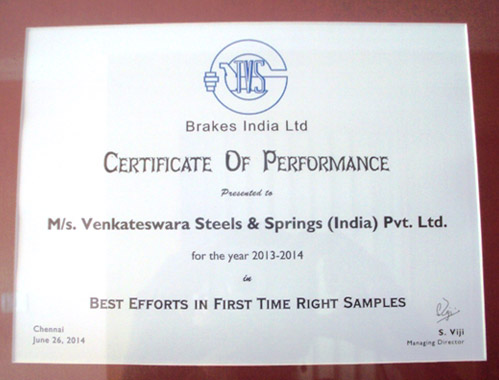 TVS
Brakes India Ltd
CERTIFICATE OF PERFORMANCE
Presented to
M/s. Venkateswara Steels & Springs (India) Pvt. Ltd.
for the year 2013-2014
in
BEST EFFORTS IN FIRST TIME RIGHT SAMPLES
Chennai
June 26, 2014
S. Viji
Managing Director